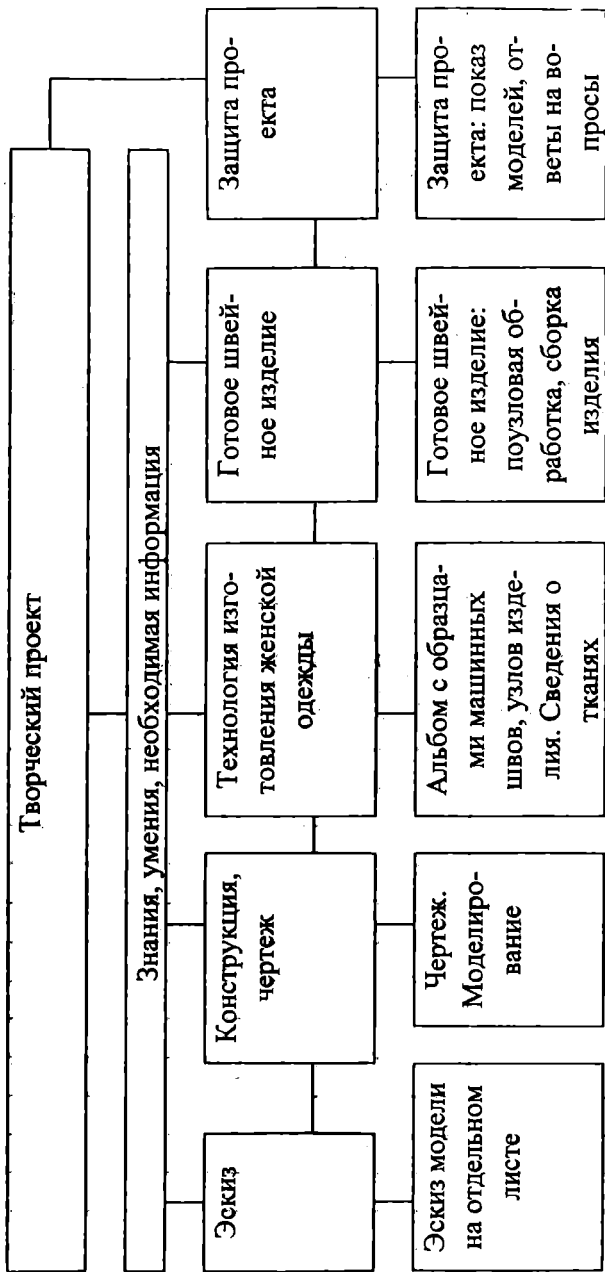 Творческий проект
Знания, умения, необходимая информация
Эскиз
Конструкция,
чертеж
Технология изго-
товления женской
одежды
Готовое швей-
ное изделие
Защита про-
екта
Эскиз модели
на отдельном
листе
Чертеж.
Моделиро-
вание
Альбом с образца-
ми машинных
швов, узлов изде-
лия. Сведения о
тканях
Готовое швей-
ное изделие:
поузловая об-
работка, сборка
изделия
Защита про-
екта: показ
моделей, от-
веты на во-
просы